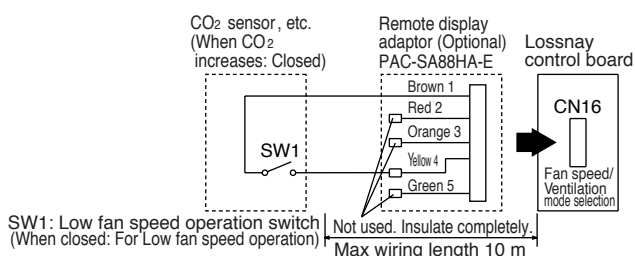 CO2 sensor, etc.
(When CO2
increases: Closed)
Remote display
adaptor (Optional)
PAC-SA88HA-E
Lossnay
control board
Brown 1
Red 2
Orange 3
Yellow 4
Green 5
SW1
CN16
Fan speed/
Ventilation
mode selection
SW1: Low fan speed operation switch
(When closed: For Low fan speed operation)
Not used. Insulate completely.
Max wiring length 10 m